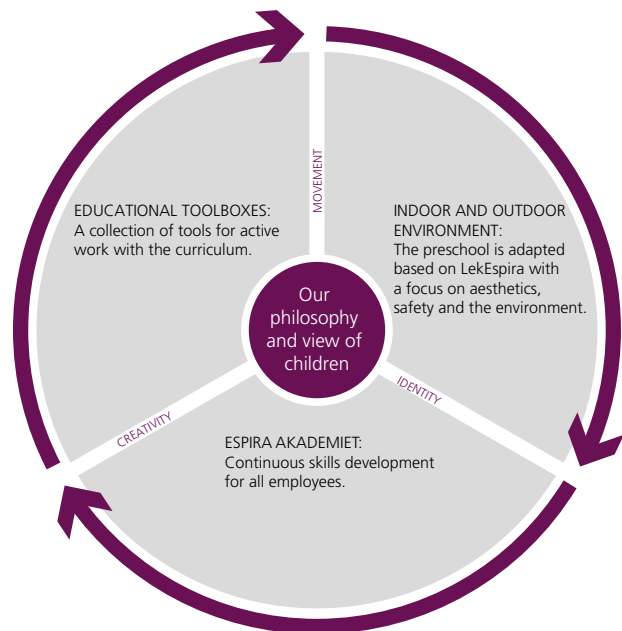 MOVEMENT
EDUCATIONAL TOOLBOXES:
A collection of tools for active
work with the curriculum.
INDOOR AND OUTDOOR
ENVIRONMENT:
The preschool is adapted
based on LekEspira with
a focus on aesthetics,
safety and the environment.
Our
philosophy
and view of
children
IDENTITY
CREATIVITY
ESPIRA AKADEMIET:
Continuous skills development
for all employees.